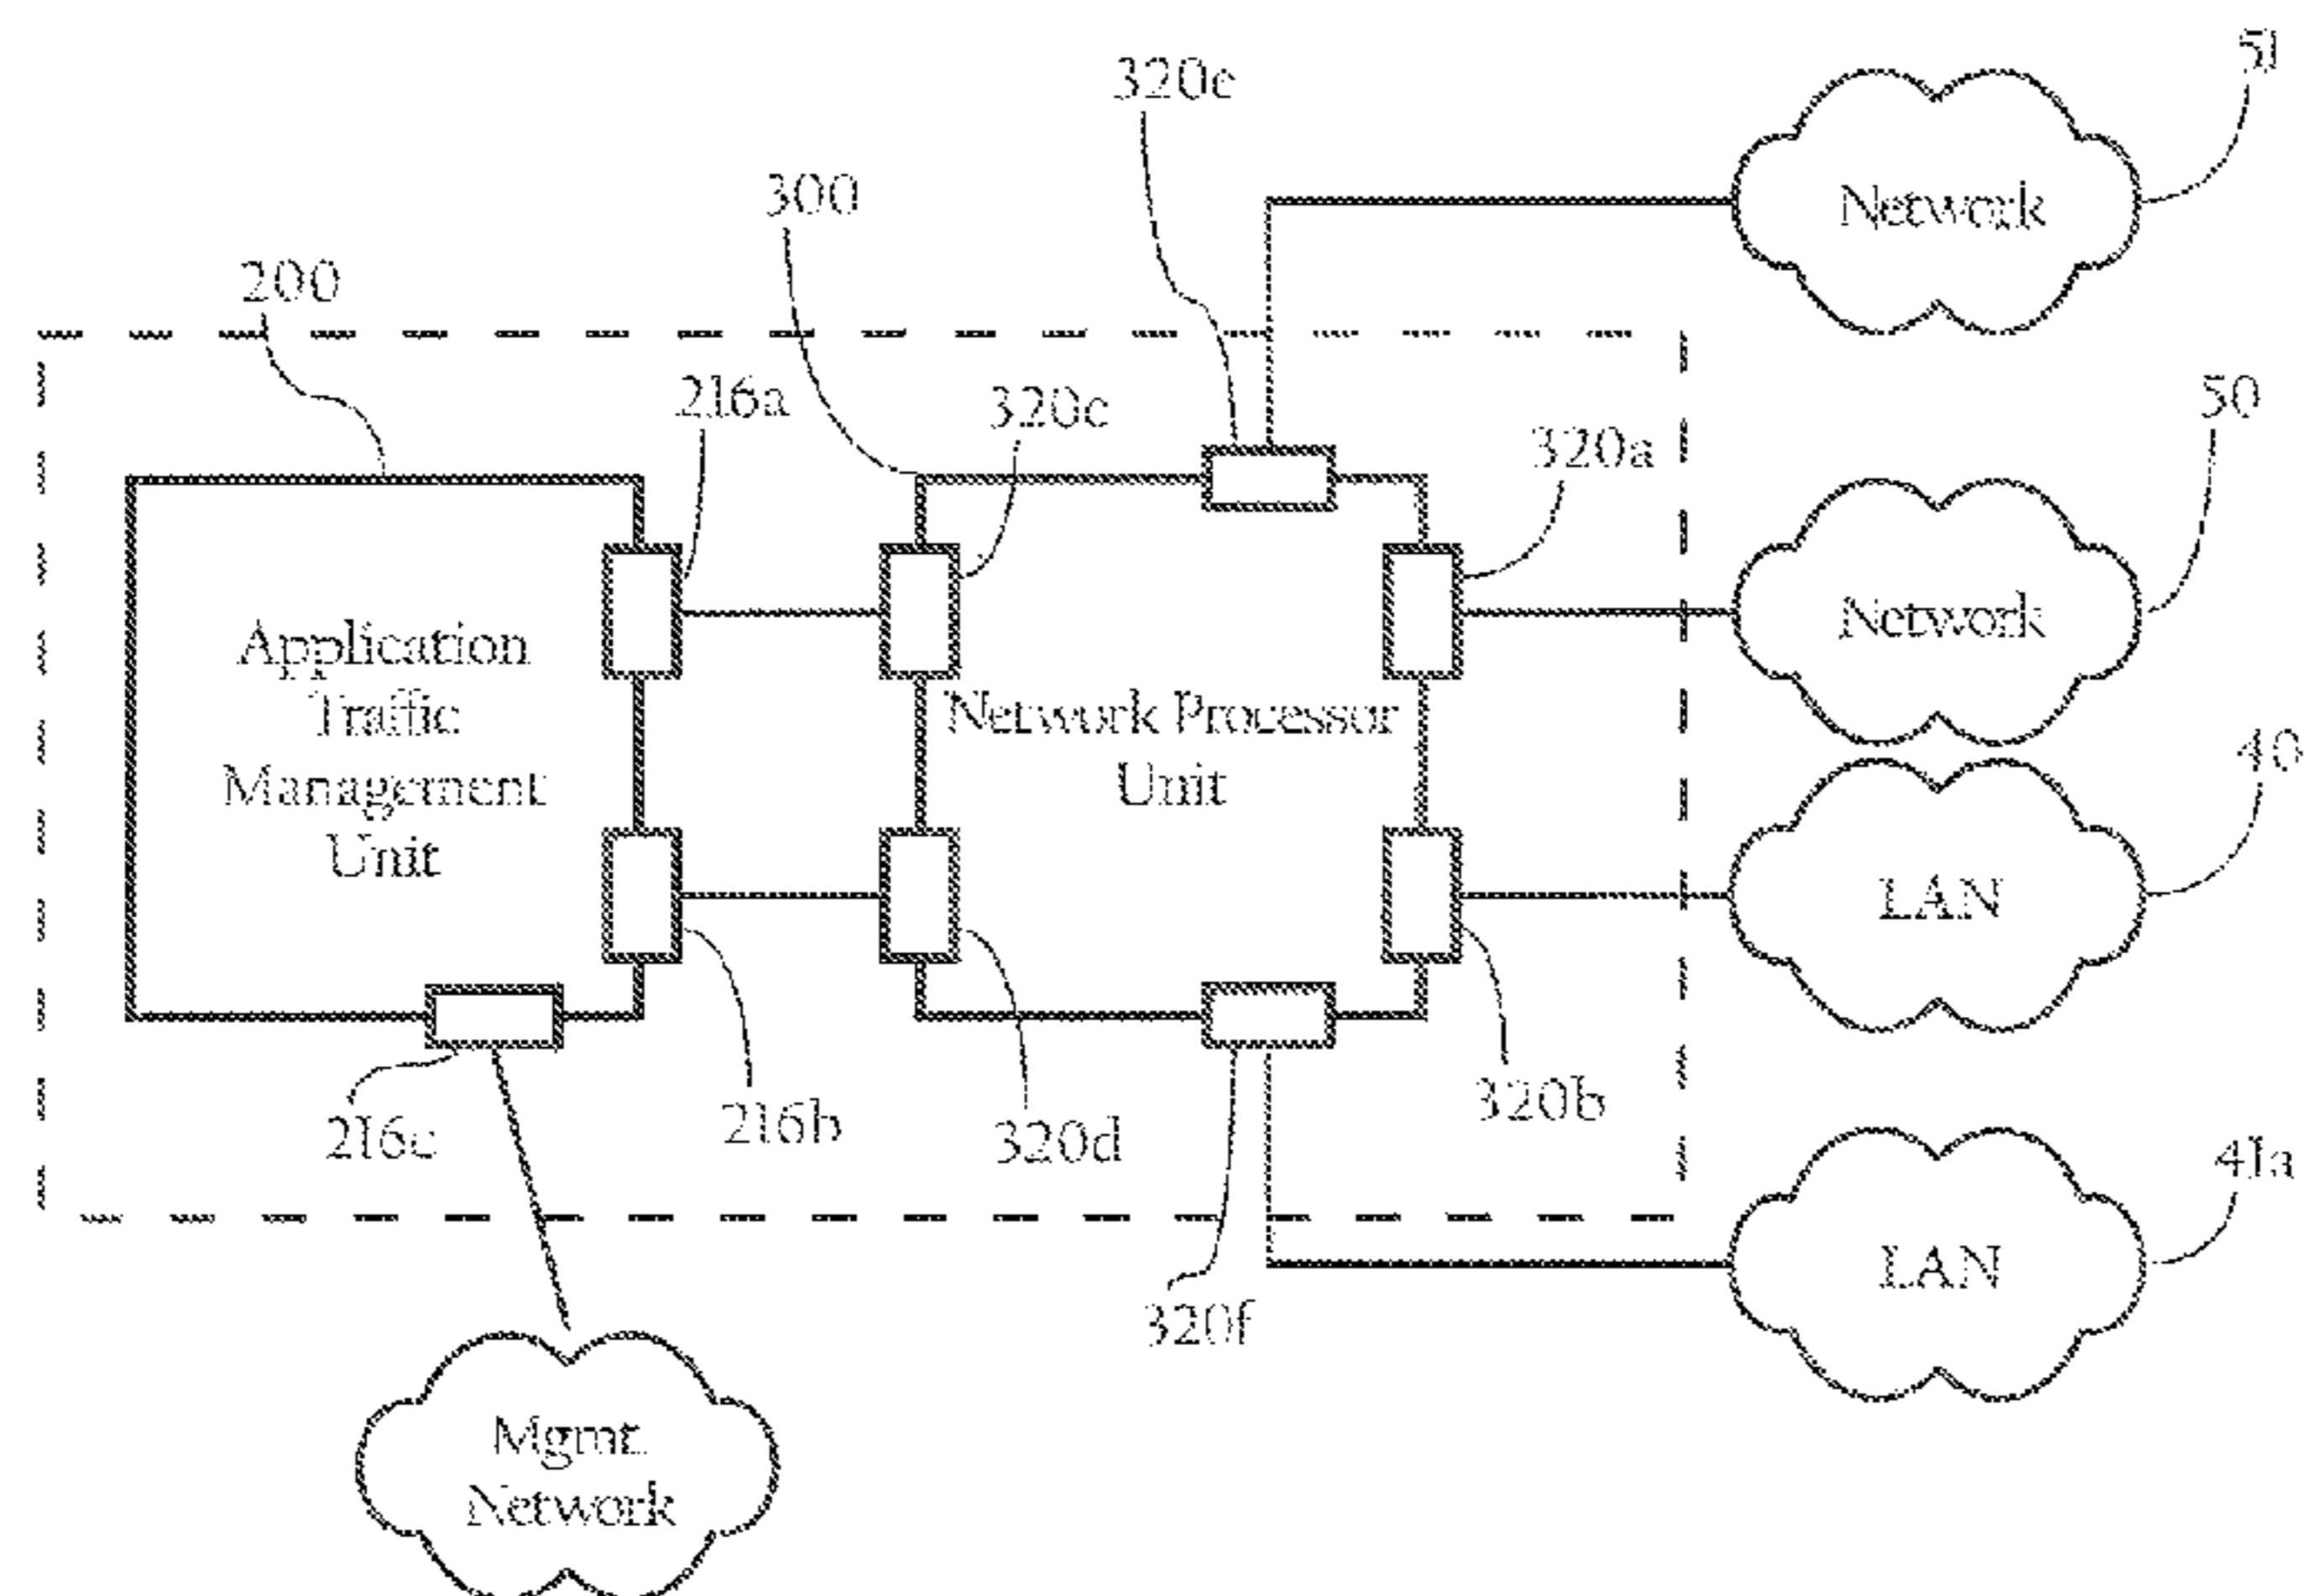 51
320e
Network
300
200
50
216a
320c
320a
Network
Application
Traffic
Management
Unit
Network Processor
Unit
40
LAN
216c
216b
320d
320b
41a
LAN
320f
Mgmt.
Network